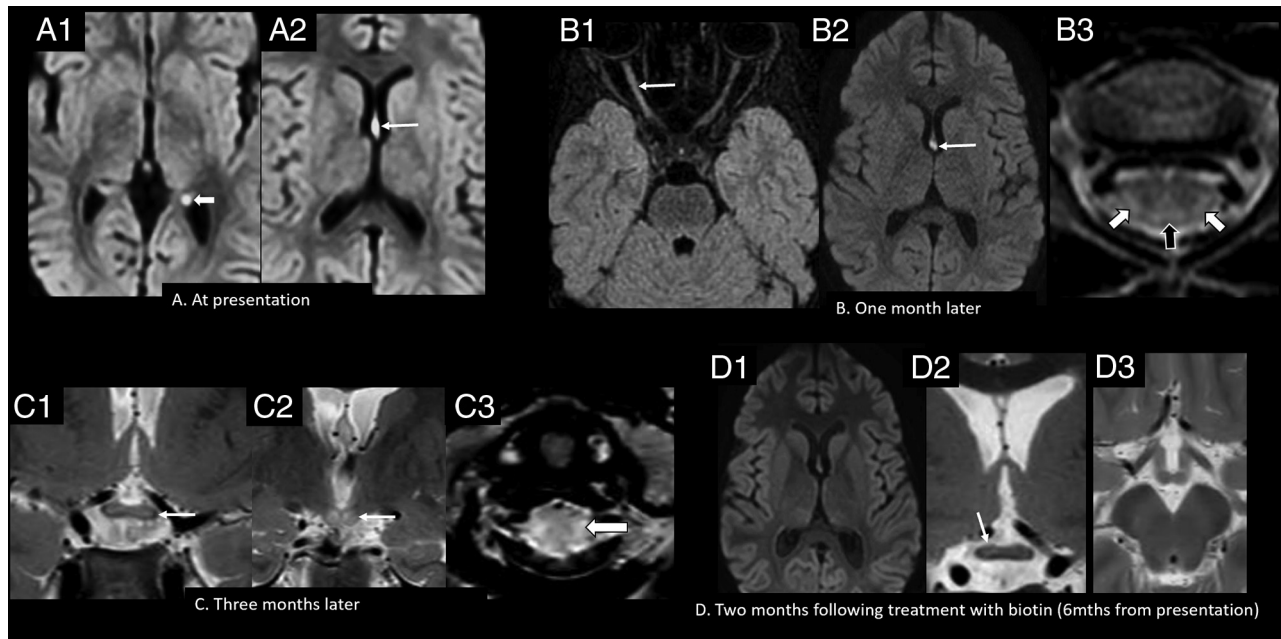 A1
A2
A. At presentation
B1
B2
B3
B. One month later
C1
C2
C3
C. Three months later
D1
D2
D3
D. Two months following treatment with biotin (6mths from presentation)